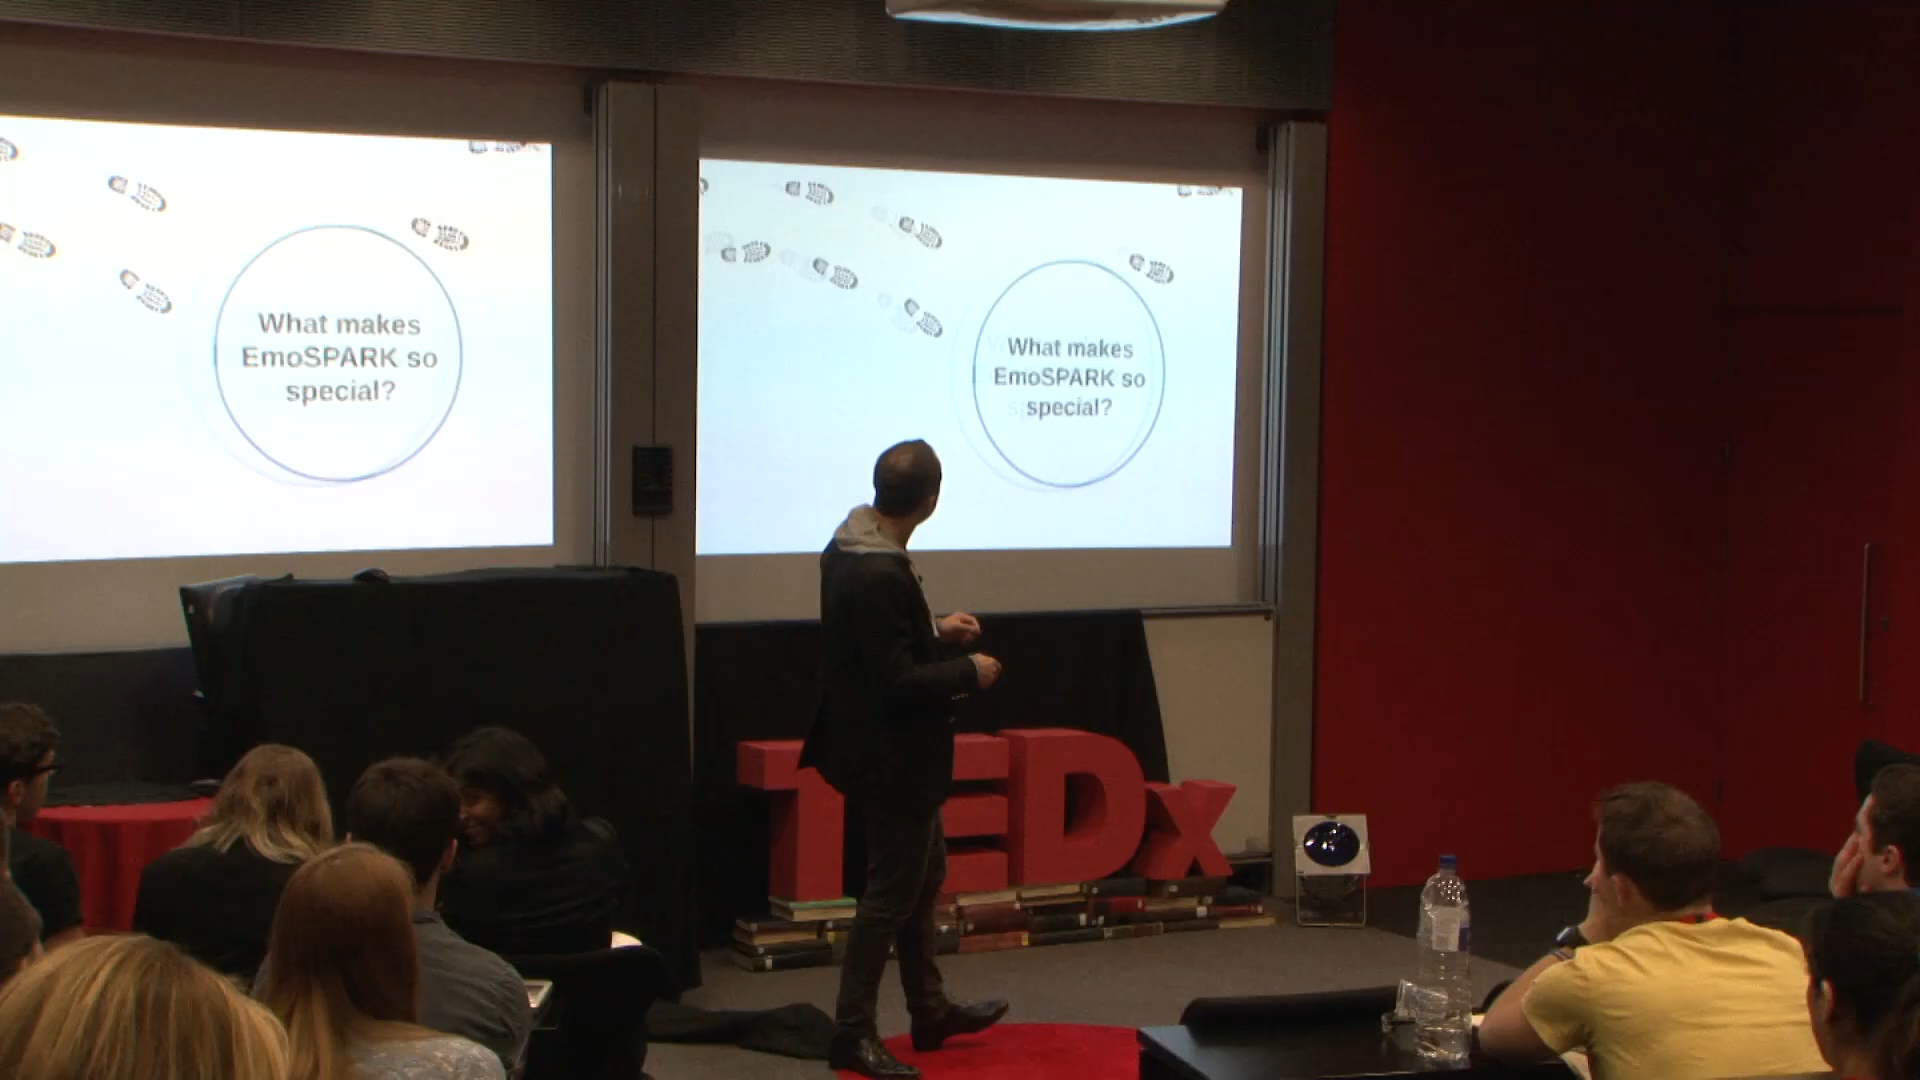 What makes
EmoSPARK so
special?
What makes
EmoSPARK so
special?
TEDx